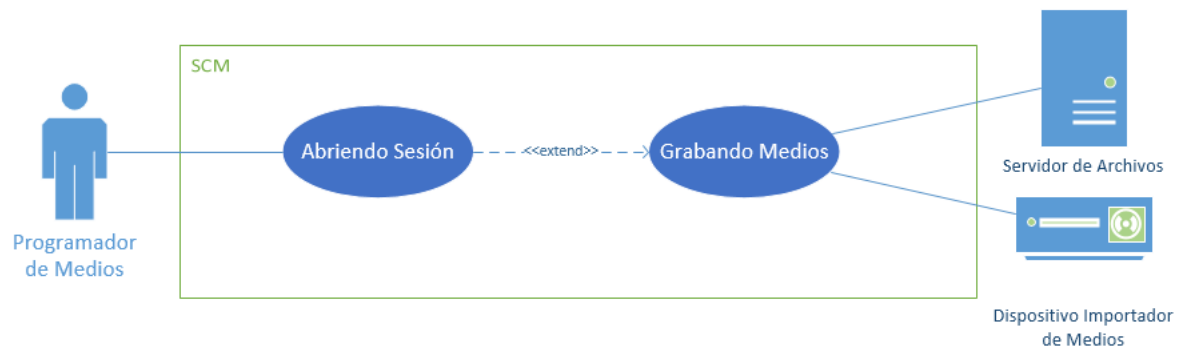 SCM
Programador
de Medios
Abriendo Sesión
<<extend>>
Grabando Medios
Servidor de Archivos
Dispositivo Importador
de Medios